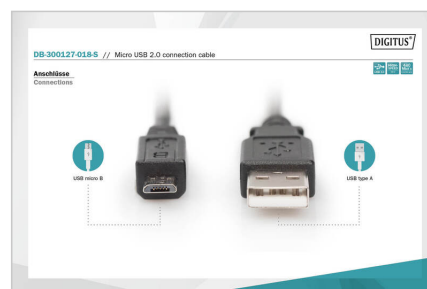 DIGITUS®
DB-300127-018-S // Micro USB 2.0 connection cable
Anschlüsse
Connections
USB micro B
USB type A